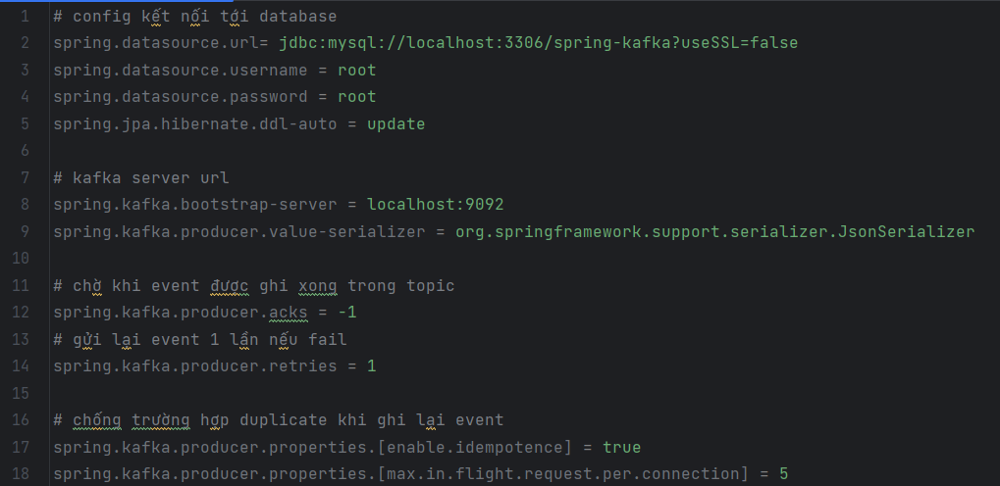 1 # config kết nối tới database
2 spring.datasource.url= jdbc:mysql://localhost:3306/spring-kafka?useSSL=false
3 spring.datasource.username = root
4 spring.datasource.password = root
5 spring.jpa.hibernate.ddl-auto = update
6
7 # kafka server url
8 spring.kafka.bootstrap-server = localhost:9092
9 spring.kafka.producer.value-serializer = org.springframework.support.serializer.JsonSerializer
10
11 # chờ khi event được ghi xong trong topic
12 spring.kafka.producer.acks = -1
13 # gửi lại event 1 lần nếu fail
14 spring.kafka.producer.retries = 1
15
16 # chống trường hợp duplicate khi ghi lại event
17 spring.kafka.producer.properties.[enable.idempotence] = true
18 spring.kafka.producer.properties.[max.in.flight.request.per.connection] = 5